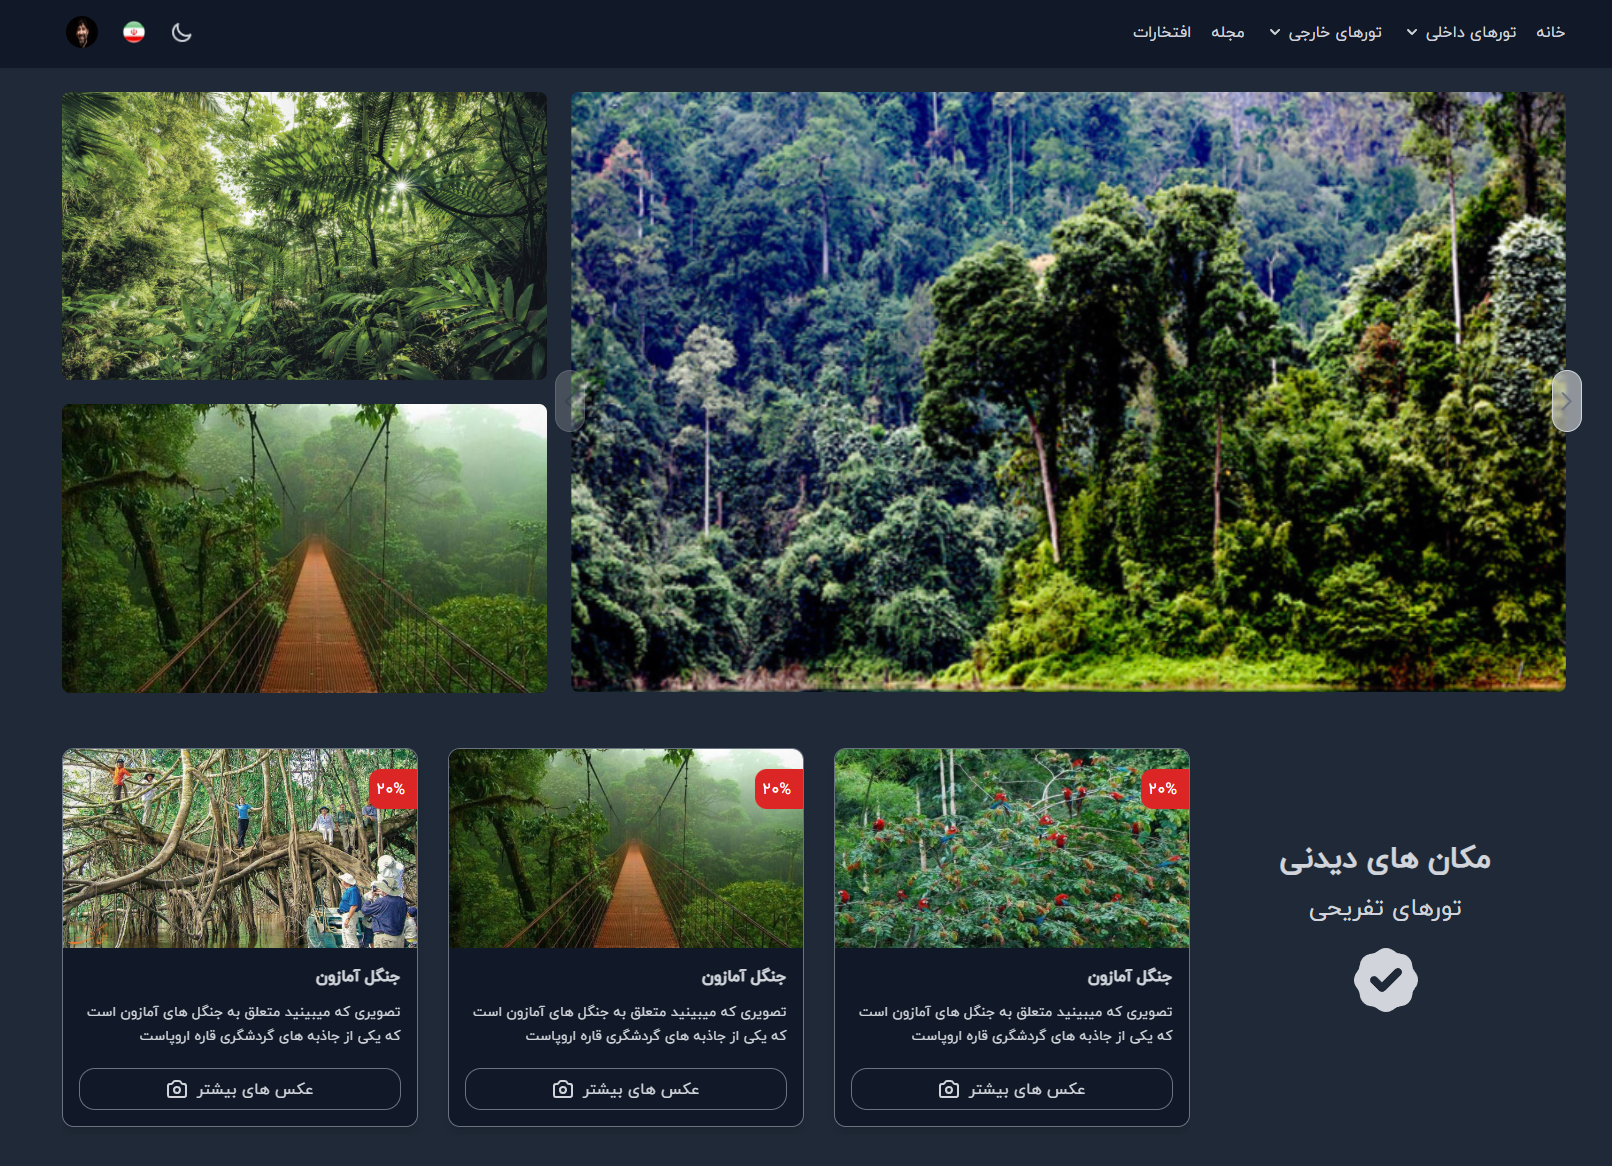 خانه
تورهای داخلی
تورهای خارجی
مجله
افتخارات
مکان های دیدنی
تورهای تفریحی
۲۰%
جنگل آمازون
تصویری که میبینید متعلق به جنگل های آمازون است
که یکی از جاذبه های گردشگری قاره اروپاست
عکس های بیشتر
۲۰%
جنگل آمازون
تصویری که میبینید متعلق به جنگل های آمازون است
که یکی از جاذبه های گردشگری قاره اروپاست
عکس های بیشتر
۲۰%
جنگل آمازون
تصویری که میبینید متعلق به جنگل های آمازون است
که یکی از جاذبه های گردشگری قاره اروپاست
عکس های بیشتر